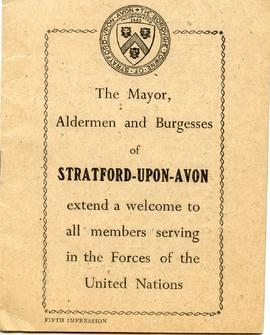 The Mayor,
Aldermen and Burgesses
of
STRATFORD-UPON-AVON
extend a welcome to
all members serving
in the Forces of the
United Nations
FIFTH IMPRESSION